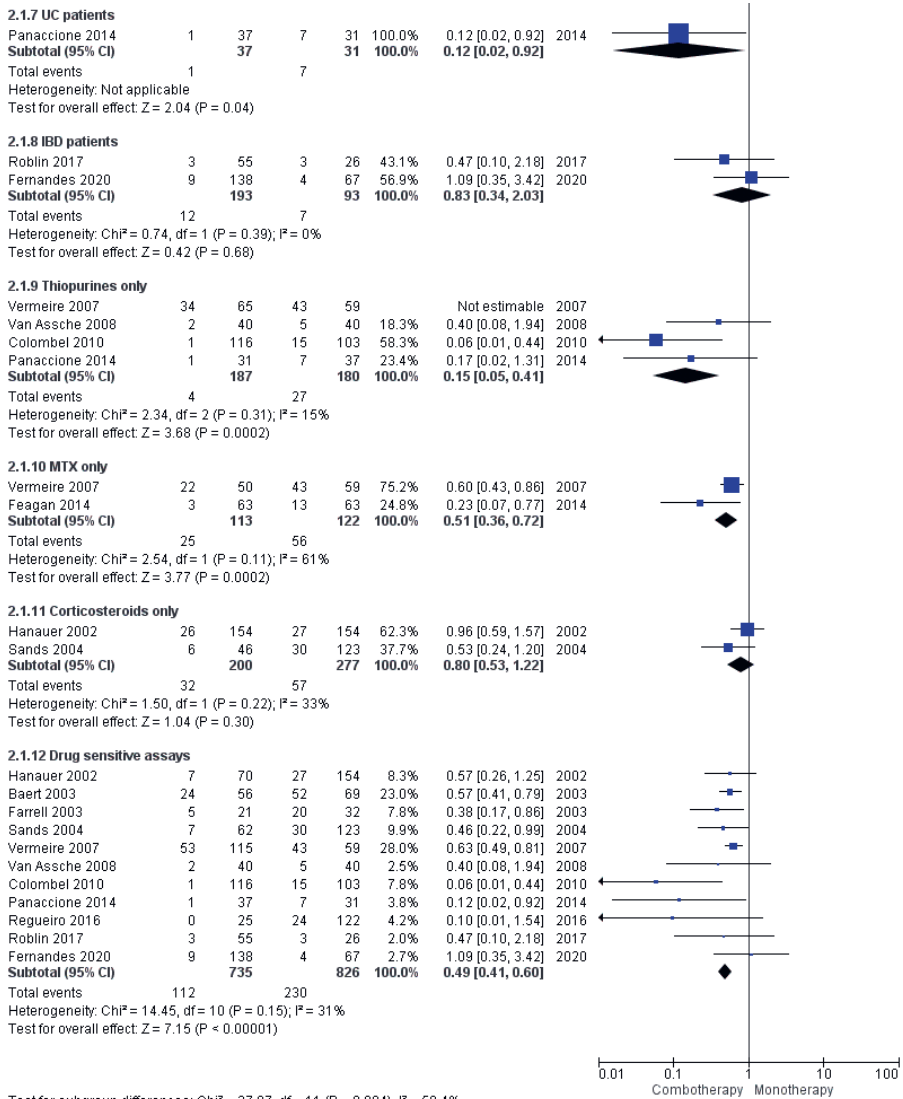 2.1.7 UC patients
Panaccione 2014 1 37 7 31 100.0% 0.12 [0.02, 0.92] 2014
Subtotal (95% CI) 37 31 100.0% 0.12 [0.02, 0.92]
Total events 1 7
Heterogeneity: Not applicable
Test for overall effect: Z = 2.04 (P = 0.04)
2.1.8 IBD patients
Roblin 2017 3 55 3 26 43.1% 0.47 [0.10, 2.18] 2017
Fernandes 2020 9 138 4 67 56.9% 1.09 [0.35, 3.42] 2020
Subtotal (95% CI) 193 93 100.0% 0.83 [0.34, 2.03]
Total events 12 7
Heterogeneity: Chi² = 0.74, df = 1 (P = 0.39); I² = 0%
Test for overall effect: Z = 0.42 (P = 0.68)
2.1.9 Thiopurines only
Vermeire 2007 34 65 43 59 Not estimable 2007
Van Assche 2008 2 40 5 40 18.3% 0.40 [0.08, 1.94] 2008
Colombel 2010 1 116 15 103 58.3% 0.06 [0.01, 0.44] 2010
Panaccione 2014 1 31 7 37 23.4% 0.17 [0.02, 1.31] 2014
Subtotal (95% CI) 187 180 100.0% 0.15 [0.05, 0.41]
Total events 4 27
Heterogeneity: Chi² = 2.34, df = 2 (P = 0.31); I² = 15%
Test for overall effect: Z = 3.68 (P = 0.0002)
2.1.10 MTX only
Vermeire 2007 22 50 43 59 75.2% 0.60 [0.43, 0.86] 2007
Feagan 2014 3 63 13 63 24.8% 0.23 [0.07, 0.77] 2014
Subtotal (95% CI) 113 122 100.0% 0.51 [0.36, 0.72]
Total events 25 56
Heterogeneity: Chi² = 2.54, df = 1 (P = 0.11); I² = 61%
Test for overall effect: Z = 3.77 (P = 0.0002)
2.1.11 Corticosteroids only
Hanauer 2002 26 154 27 154 62.3% 0.96 [0.59, 1.57] 2002
Sands 2004 6 46 30 123 37.7% 0.53 [0.24, 1.20] 2004
Subtotal (95% CI) 200 277 100.0% 0.80 [0.53, 1.22]
Total events 32 57
Heterogeneity: Chi² = 1.50, df = 1 (P = 0.22); I² = 33%
Test for overall effect: Z = 1.04 (P = 0.30)
2.1.12 Drug sensitive assays
Hanauer 2002 7 70 27 154 8.3% 0.57 [0.26, 1.25] 2002
Baert 2003 24 56 52 69 23.0% 0.57 [0.41, 0.79] 2003
Farrell 2003 5 21 20 32 7.8% 0.38 [0.17, 0.86] 2003
Sands 2004 7 62 30 123 9.9% 0.46 [0.22, 0.99] 2004
Vermeire 2007 53 115 43 59 28.0% 0.63 [0.49, 0.81] 2007
Van Assche 2008 2 40 5 40 2.5% 0.40 [0.08, 1.94] 2008
Colombel 2010 1 116 15 103 7.8% 0.06 [0.01, 0.44] 2010
Panaccione 2014 1 37 7 31 3.8% 0.12 [0.02, 0.92] 2014
Regueiro 2016 0 25 24 122 4.2% 0.10 [0.01, 1.54] 2016
Roblin 2017 3 55 3 26 2.0% 0.47 [0.10, 2.18] 2017
Fernandes 2020 9 138 4 67 2.7% 1.09 [0.35, 3.42] 2020
Subtotal (95% CI) 735 826 100.0% 0.49 [0.41, 0.60]
Total events 112 230
Heterogeneity: Chi² = 14.45, df = 10 (P = 0.15); I² = 31%
Test for overall effect: Z = 7.15 (P < 0.00001)
0.01 0.1 1 10 100
Combotherapy Monotherapy